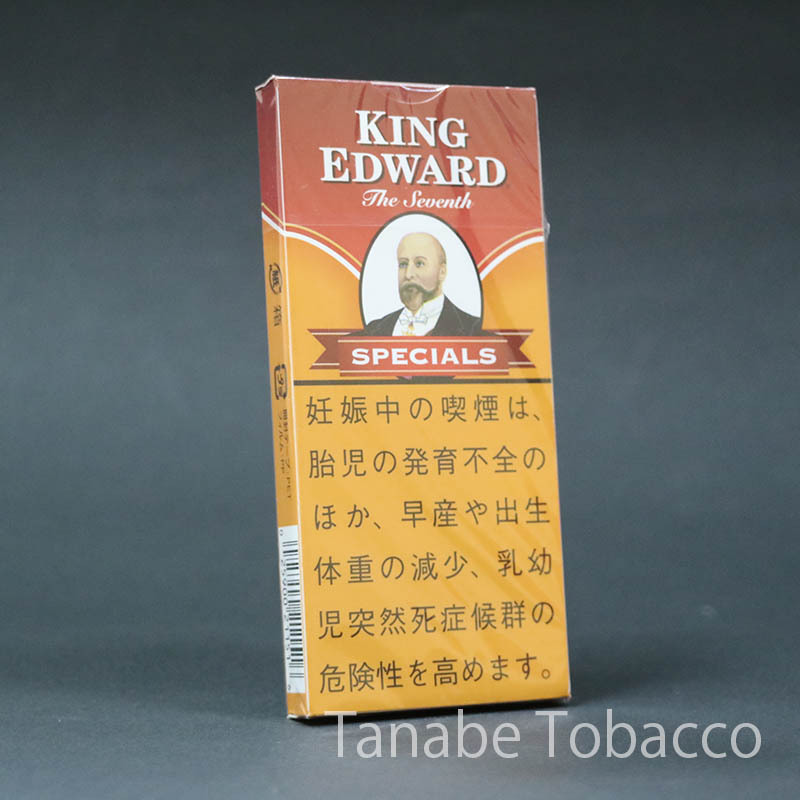 KING
EDWARD
The Seventh
SPECIALS
妊娠中の喫煙は、
胎児の発育不全の
ほか、早産や出生
体重の減少、乳幼
児突然死症候群の
危険性を高めます。
箱
Tanabe Tobacco